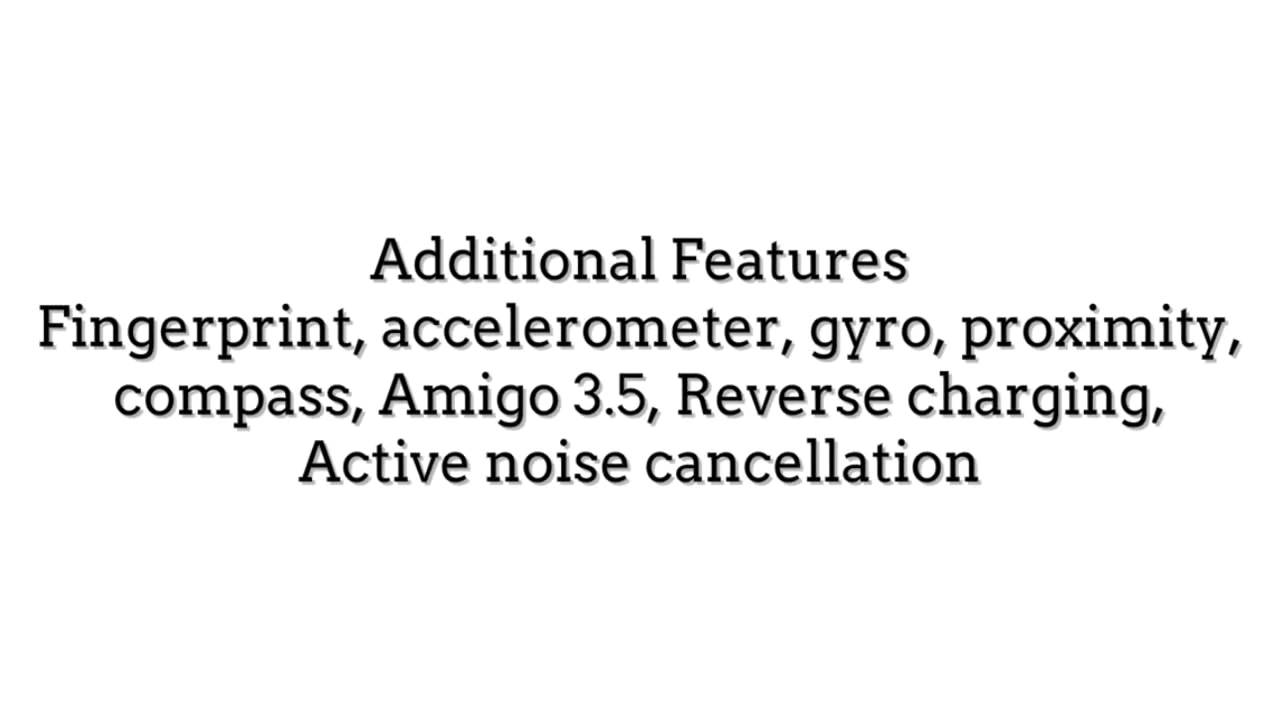 Additional Features
Fingerprint, accelerometer, gyro, proximity,
compass, Amigo 3.5, Reverse charging,
Active noise cancellation